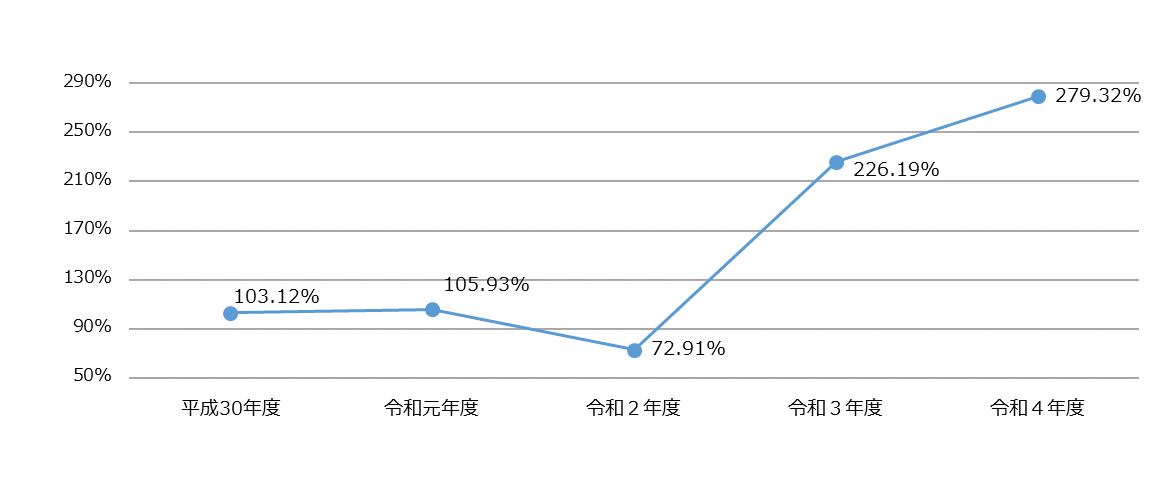 290%
250%
210%
170%
130%
90%
50%
103.12%
105.93%
72.91%
226.19%
279.32%
平成30年度
令和元年度
令和２年度
令和３年度
令和４年度